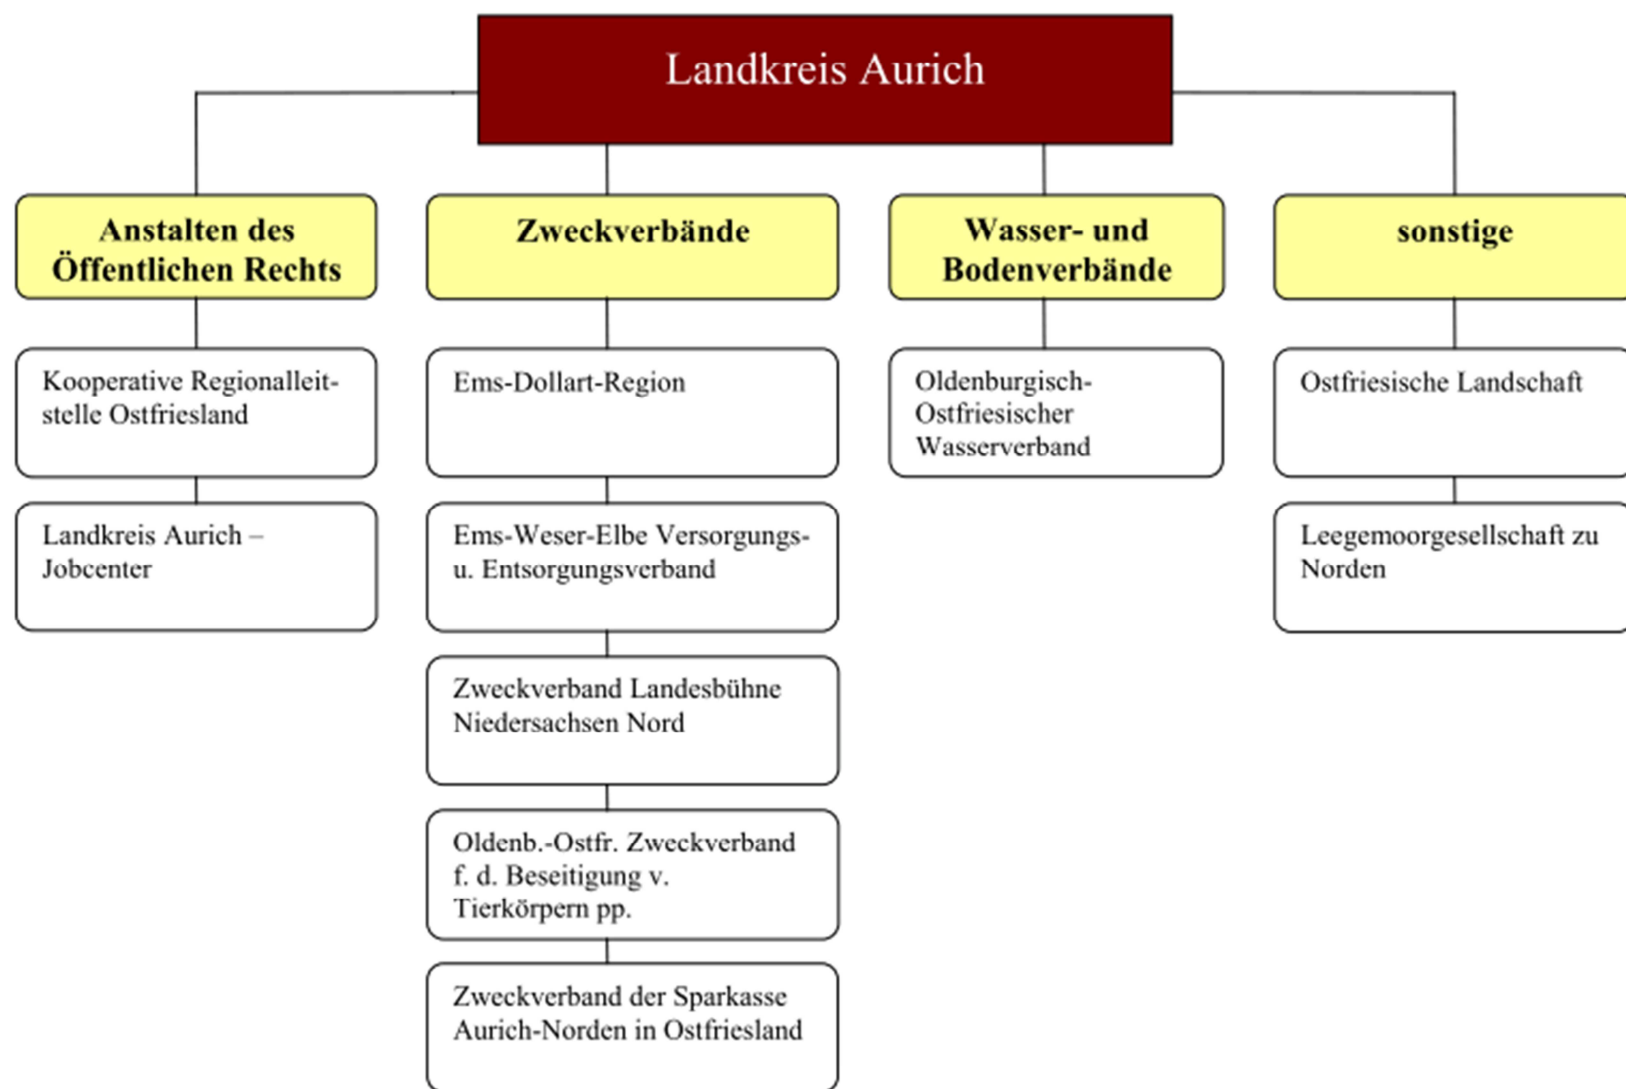 Landkreis Aurich
Anstalten des
Öffentlichen Rechts
Kooperative Regionalleit-
stelle Ostfriesland
Landkreis Aurich –
Jobcenter
Zweckverbände
Ems-Dollart-Region
Ems-Weser-Elbe Versorgungs-
u. Entsorgungsverband
Zweckverband Landesbühne
Niedersachsen Nord
Oldenb.-Ostfr. Zweckverband
f. d. Beseitigung v.
Tierkörpern pp.
Zweckverband der Sparkasse
Aurich-Norden in Ostfriesland
Wasser- und
Bodenverbände
Oldenburgisch-
Ostfriesischer
Wasserverband
sonstige
Ostfriesische Landschaft
Leegemoorgesellschaft zu
Norden